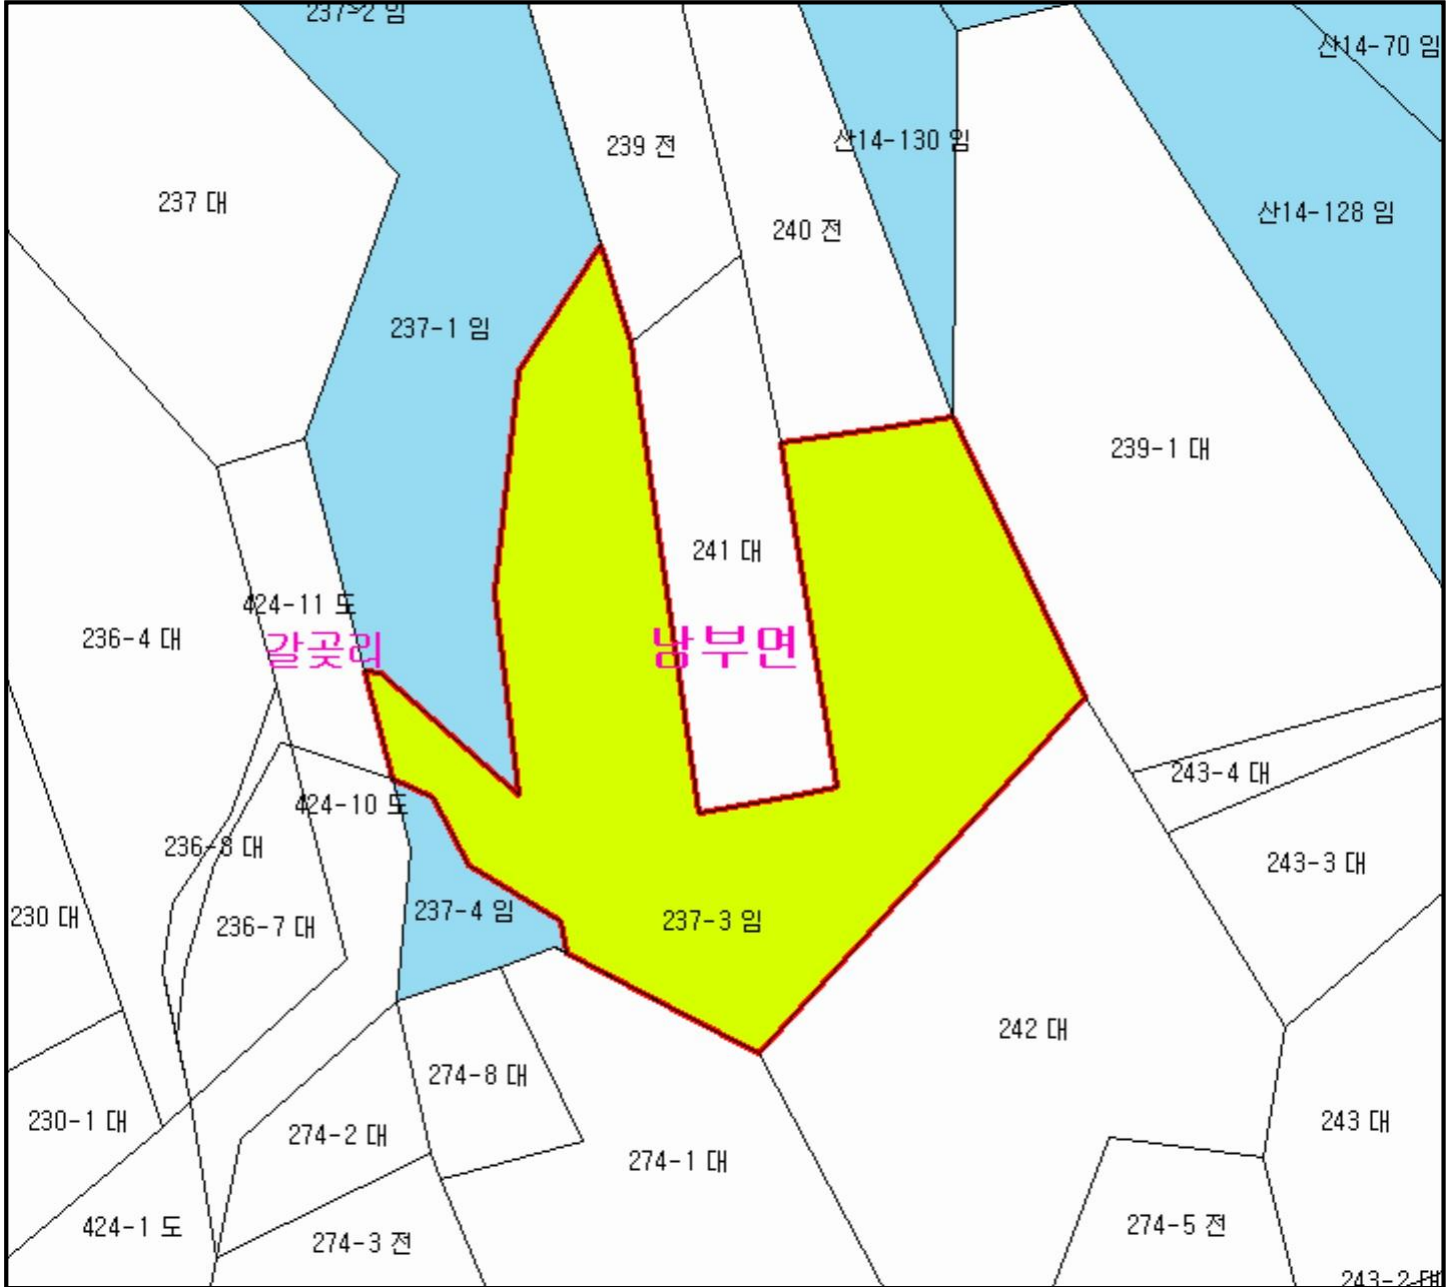 237-2 임
산14-70 임
239 전
산14-130 임
237 대
산14-128 임
240 전
237-1 임
239-1 대
241 대
424-11 도
236-4 대
갈곶리
남부면
243-4 대
424-10 도
236-8 대
243-3 대
230 대
237-4 임
237-3 임
236-7 대
242 대
274-8 대
230-1 대
243 대
274-2 대
274-1 대
424-1 도
274-5 전
274-3 전
243-2 대